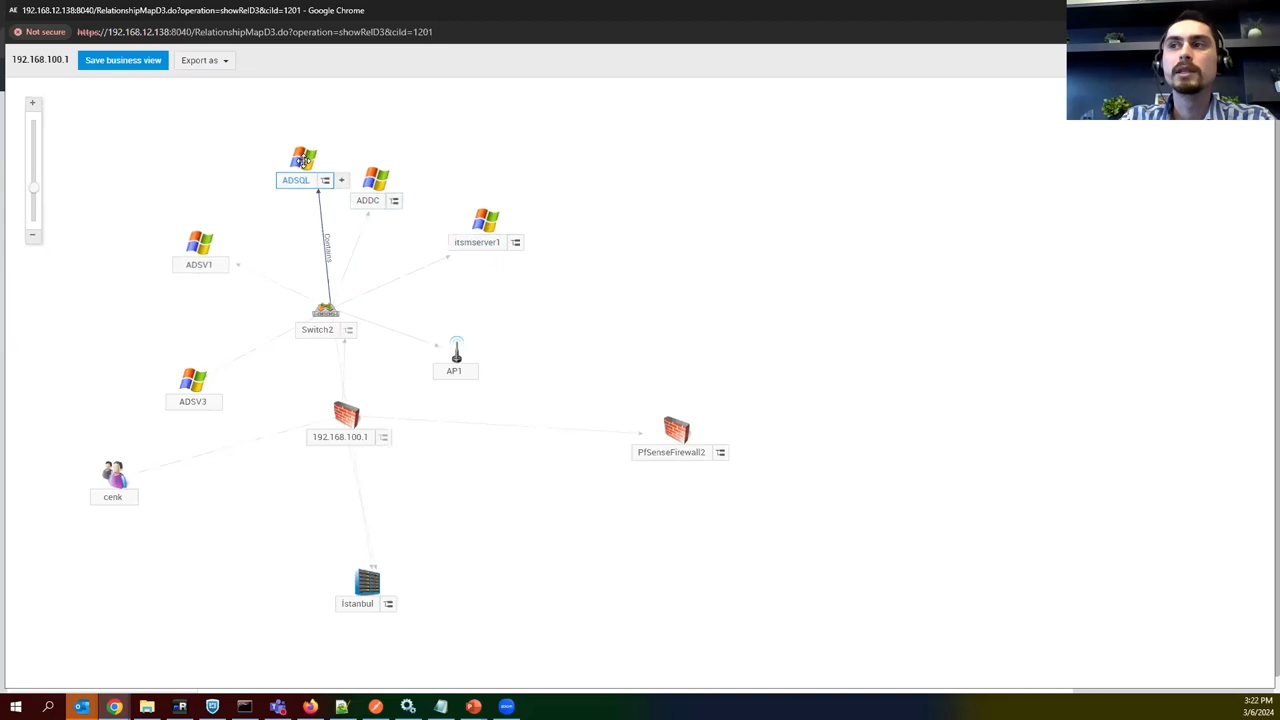 192.168.12.138:8040/RelationshipMapD3.do?operation=showRelD3&ciId=1201 - Google Chrome
Not secure https://192.168.12.138:8040/RelationshipMapD3.do?operation=showRelD3&ciId=1201
192.168.100.1 Save business view Export as
ADSQL
ADDC
itsmserver1
Contains
ADSV1
Switch2
AP1
ADSV3
192.168.100.1
PfSenseFirewall2
cenk
İstanbul
3:22 PM
3/6/2024